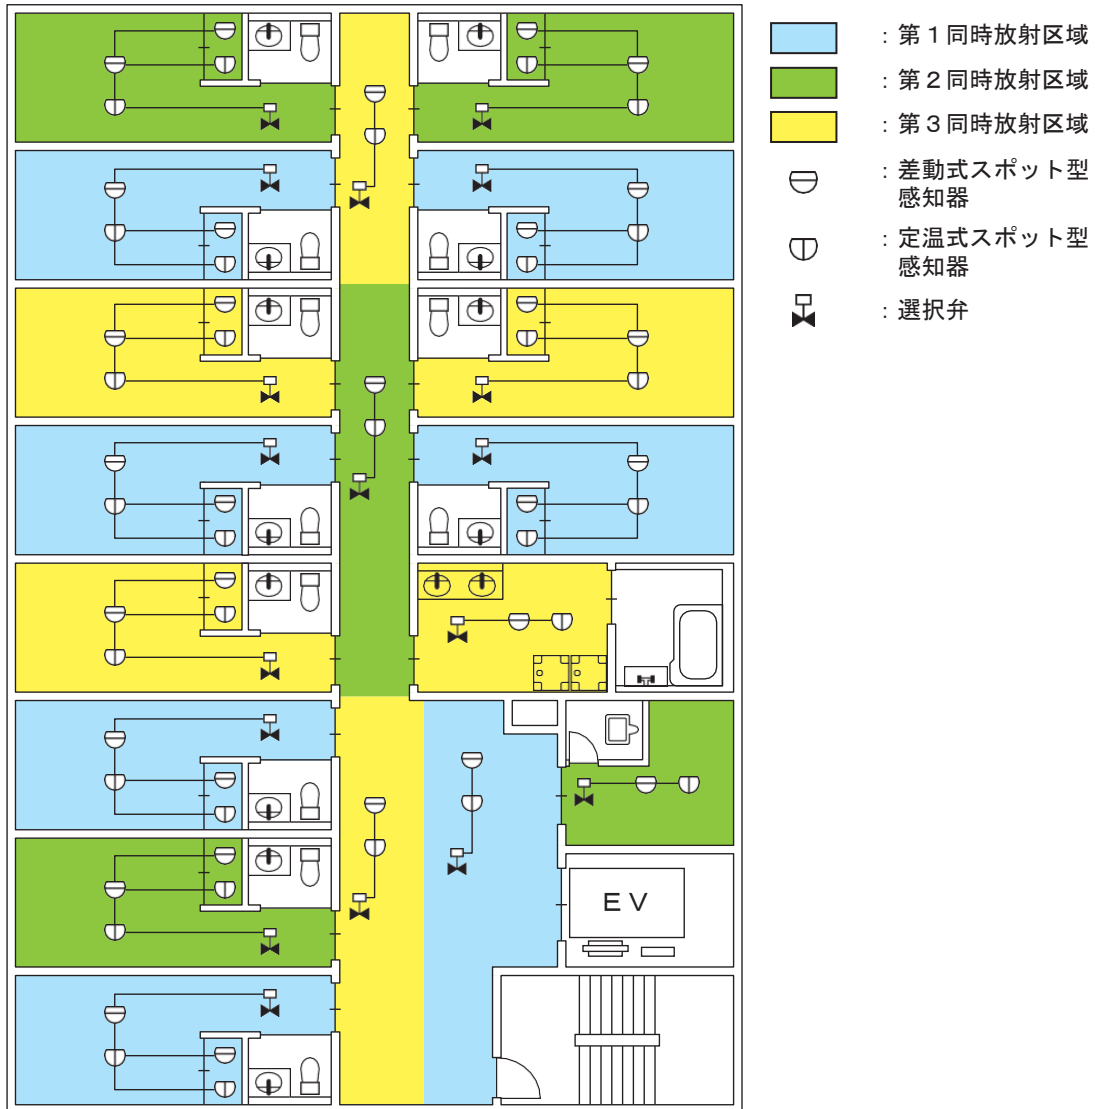 ：第１同時放射区域
：第２同時放射区域
：第３同時放射区域
：差動式スポット型
感知器
：定温式スポット型
感知器
：選択弁
ＥＶ